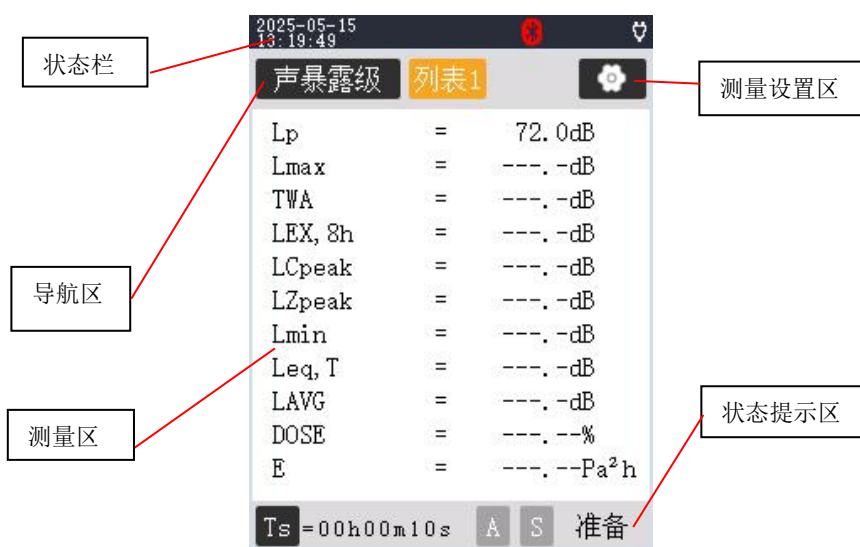 2025-05-15
13:19:49
状态栏
声暴露级 列表1
测量设置区
Lp = 72.0dB
Lmax = ---.-dB
TWA = ---.-dB
LEX,8h = ---.-dB
LCpeak = ---.-dB
导航区
LZpeak = ---.-dB
Lmin = ---.-dB
Leq,T = ---.-dB
LAVG = ---.-dB
状态提示区
测量区
DOSE = ---.--%
E = ---.--Pa²h
Ts =00h00m10s A S 准备